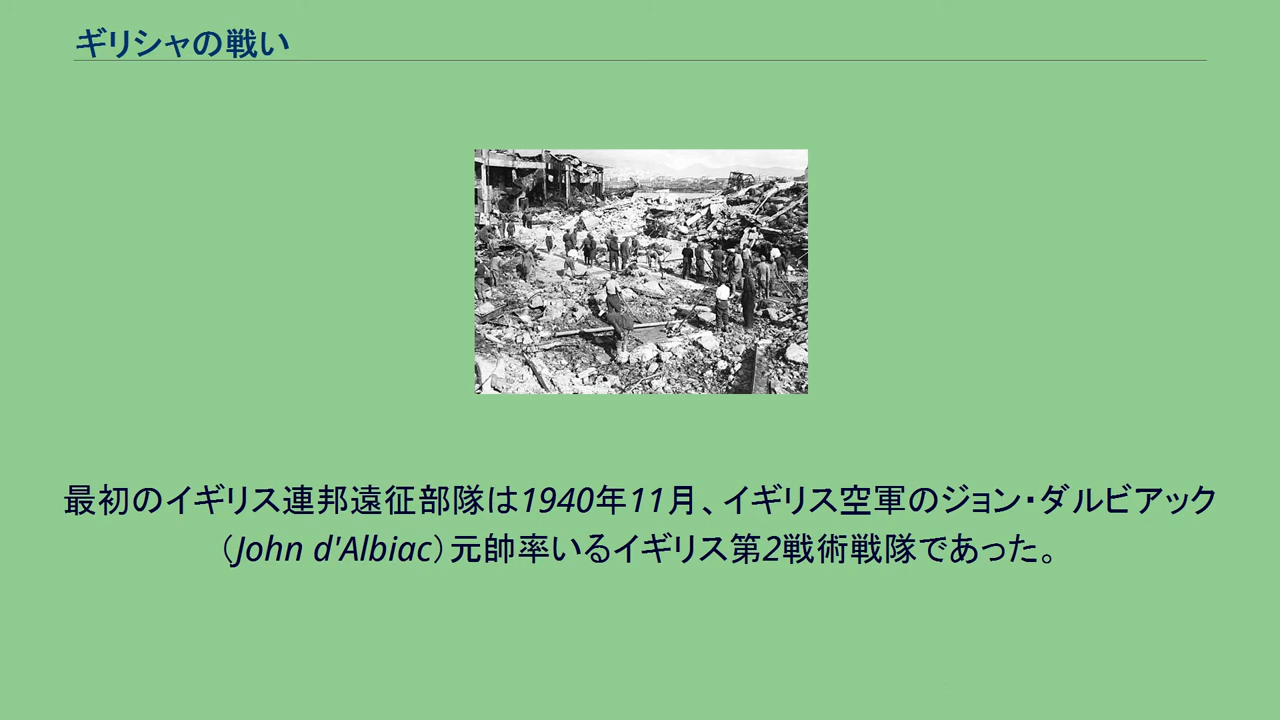 ギリシャの戦い
最初のイギリス連邦遠征部隊は1940年11月、イギリス空軍のジョン・ダルビアック
（John d'Albiac）元帥率いるイギリス第2戦術戦隊であった。